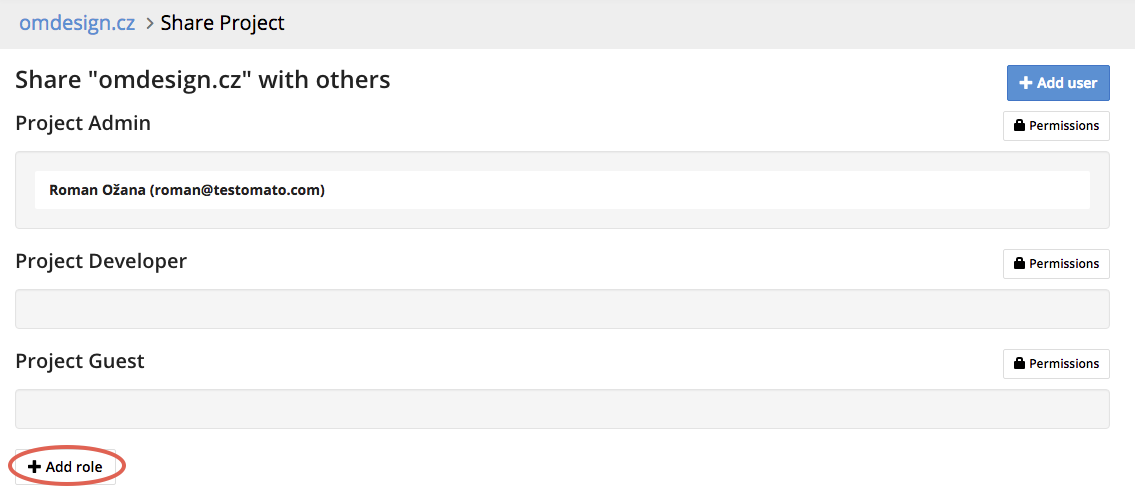 omdesign.cz > Share Project
Share "omdesign.cz" with others
+ Add user
Project Admin
Permissions
Roman Ožana (roman@testomato.com)
Project Developer
Permissions
Project Guest
Permissions
+ Add role